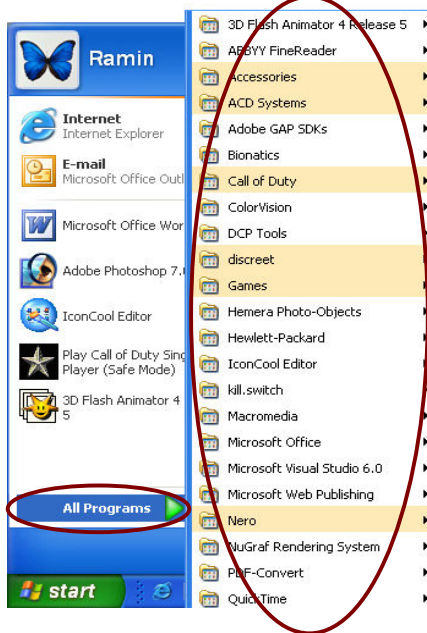 Ramin
Internet
Internet Explorer
E-mail
Microsoft Office Outl
Microsoft Office Wor
Adobe Photoshop 7.
IconCool Editor
Play Call of Duty Sing
Player (Safe Mode)
3D Flash Animator 4
5
All Programs
start
3D Flash Animator 4 Release 5
ABBYY FineReader
Accessories
ACD Systems
Adobe GAP SDKs
Bionatics
Call of Duty
ColorVision
DCP Tools
discreet
Games
Hemera Photo-Objects
Hewlett-Packard
IconCool Editor
kill.switch
Macromedia
Microsoft Office
Microsoft Visual Studio 6.0
Microsoft Web Publishing
Nero
NuGraf Rendering System
PDF-Convert
QuickTime